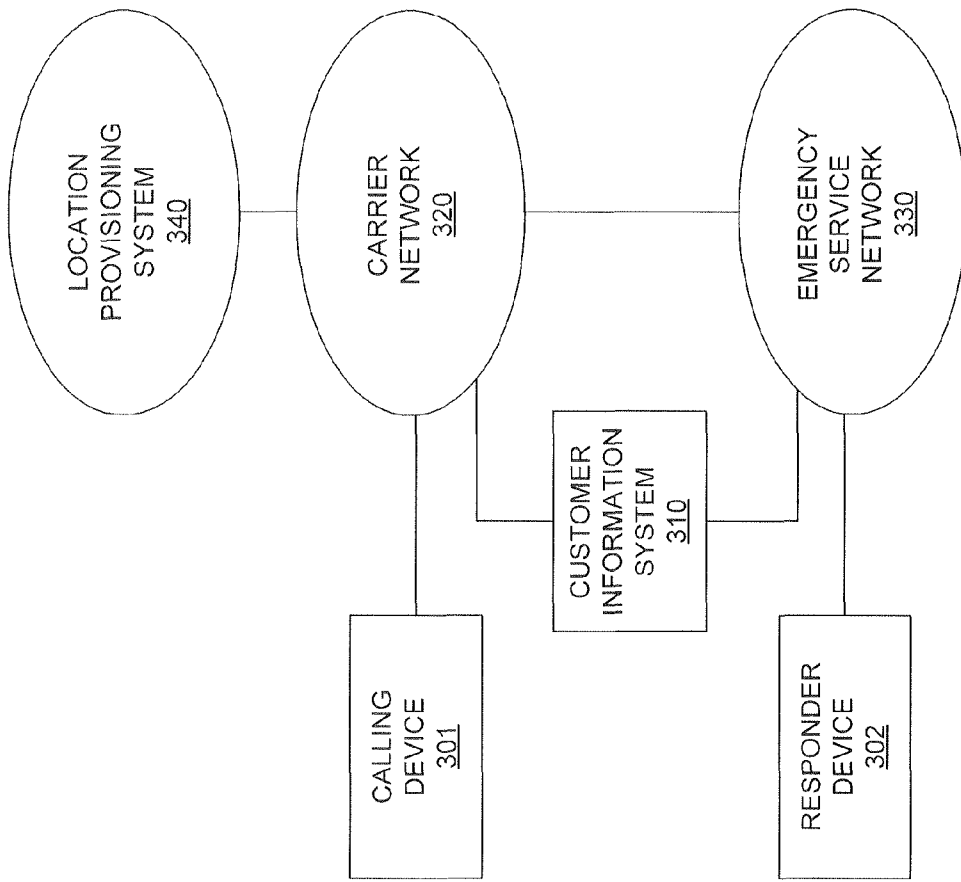 LOCATION
PROVISIONING
SYSTEM
340
CARRIER
NETWORK
320
EMERGENCY
SERVICE
NETWORK
330
CUSTOMER
INFORMATION
SYSTEM
310
CALLING
DEVICE
301
RESPONDER
DEVICE
302